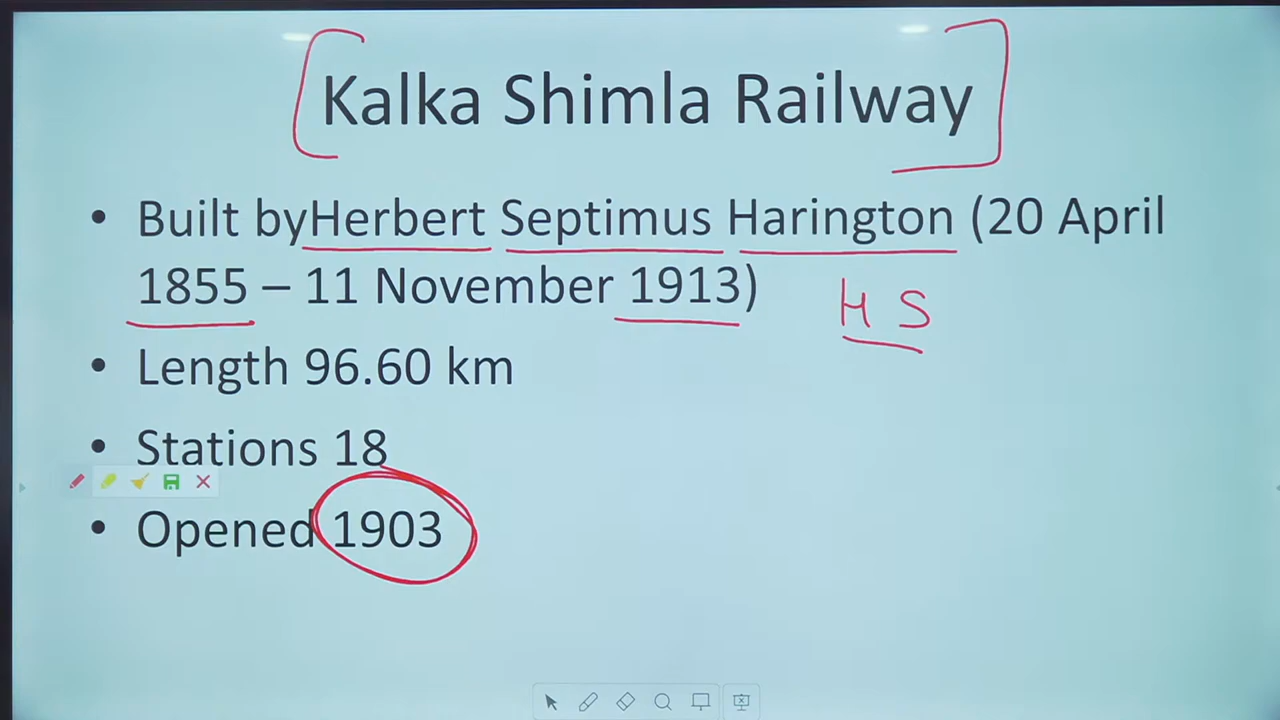 Kalka Shimla Railway
• Built byHerbert Septimus Harington (20 April
1855 – 11 November 1913)
H S
• Length 96.60 km
• Stations 18
• Opened 1903